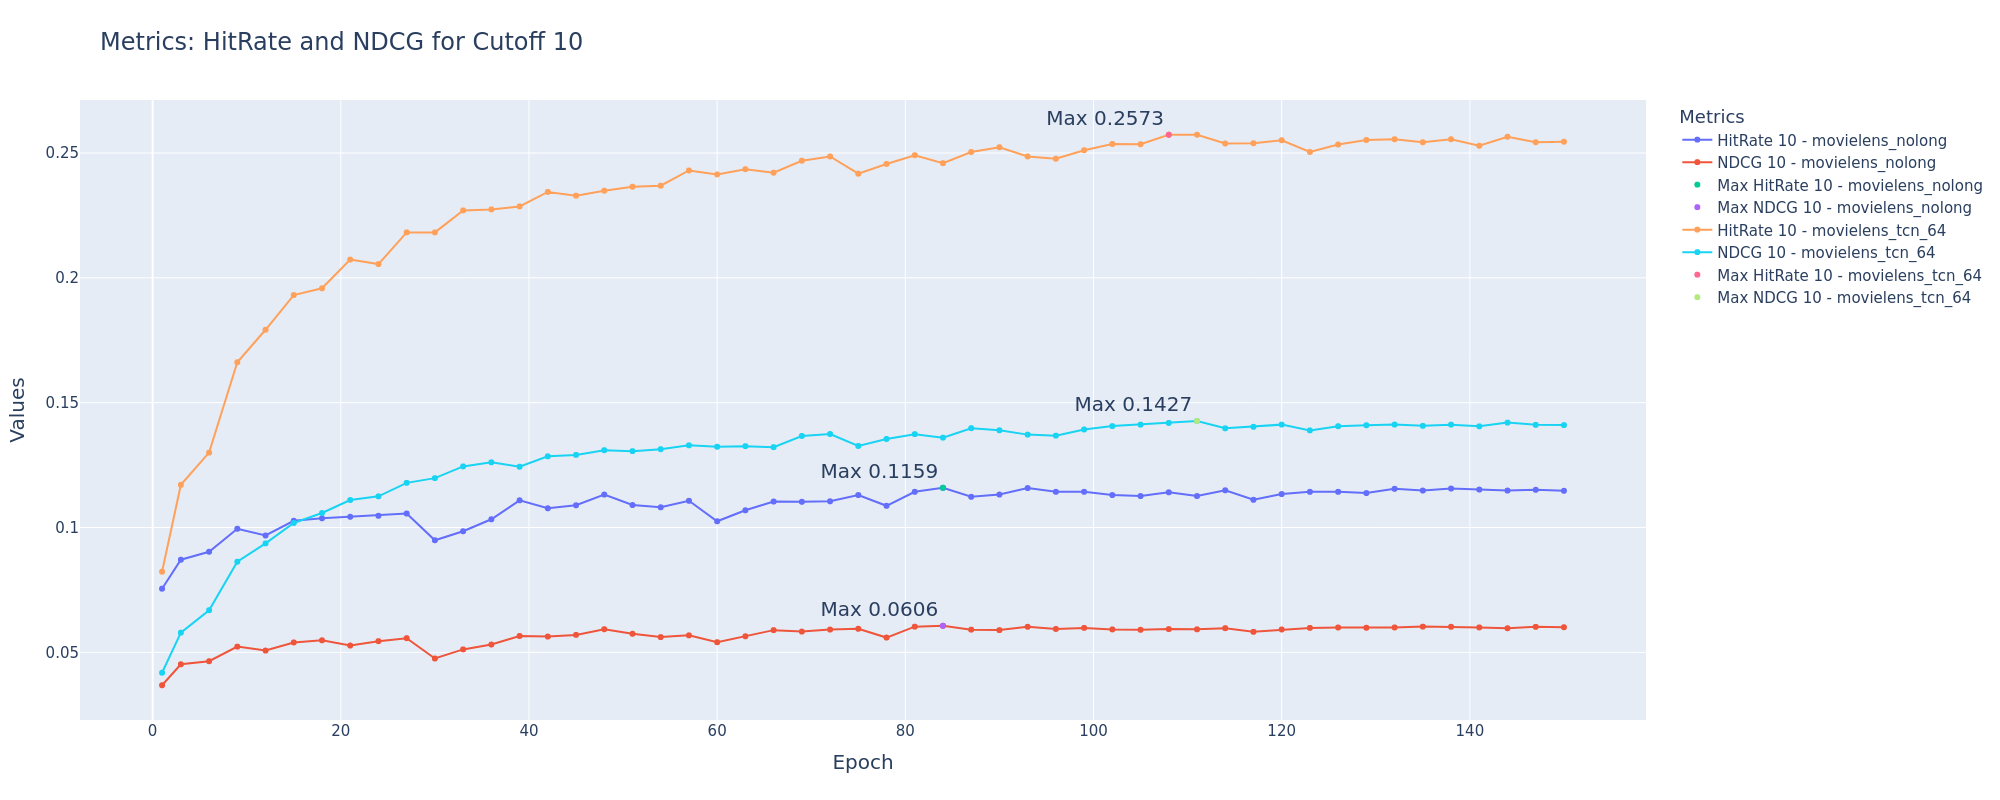 Metrics: HitRate and NDCG for Cutoff 10
Max 0.2573
Max 0.1427
Max 0.1159
Max 0.0606
0.25
0.2
0.15
0.1
0.05
Values
0 20 40 60 80 100 120 140
Epoch
Metrics
HitRate 10 - movielens_nolong
NDCG 10 - movielens_nolong
Max HitRate 10 - movielens_nolong
Max NDCG 10 - movielens_nolong
HitRate 10 - movielens_tcn_64
NDCG 10 - movielens_tcn_64
Max HitRate 10 - movielens_tcn_64
Max NDCG 10 - movielens_tcn_64